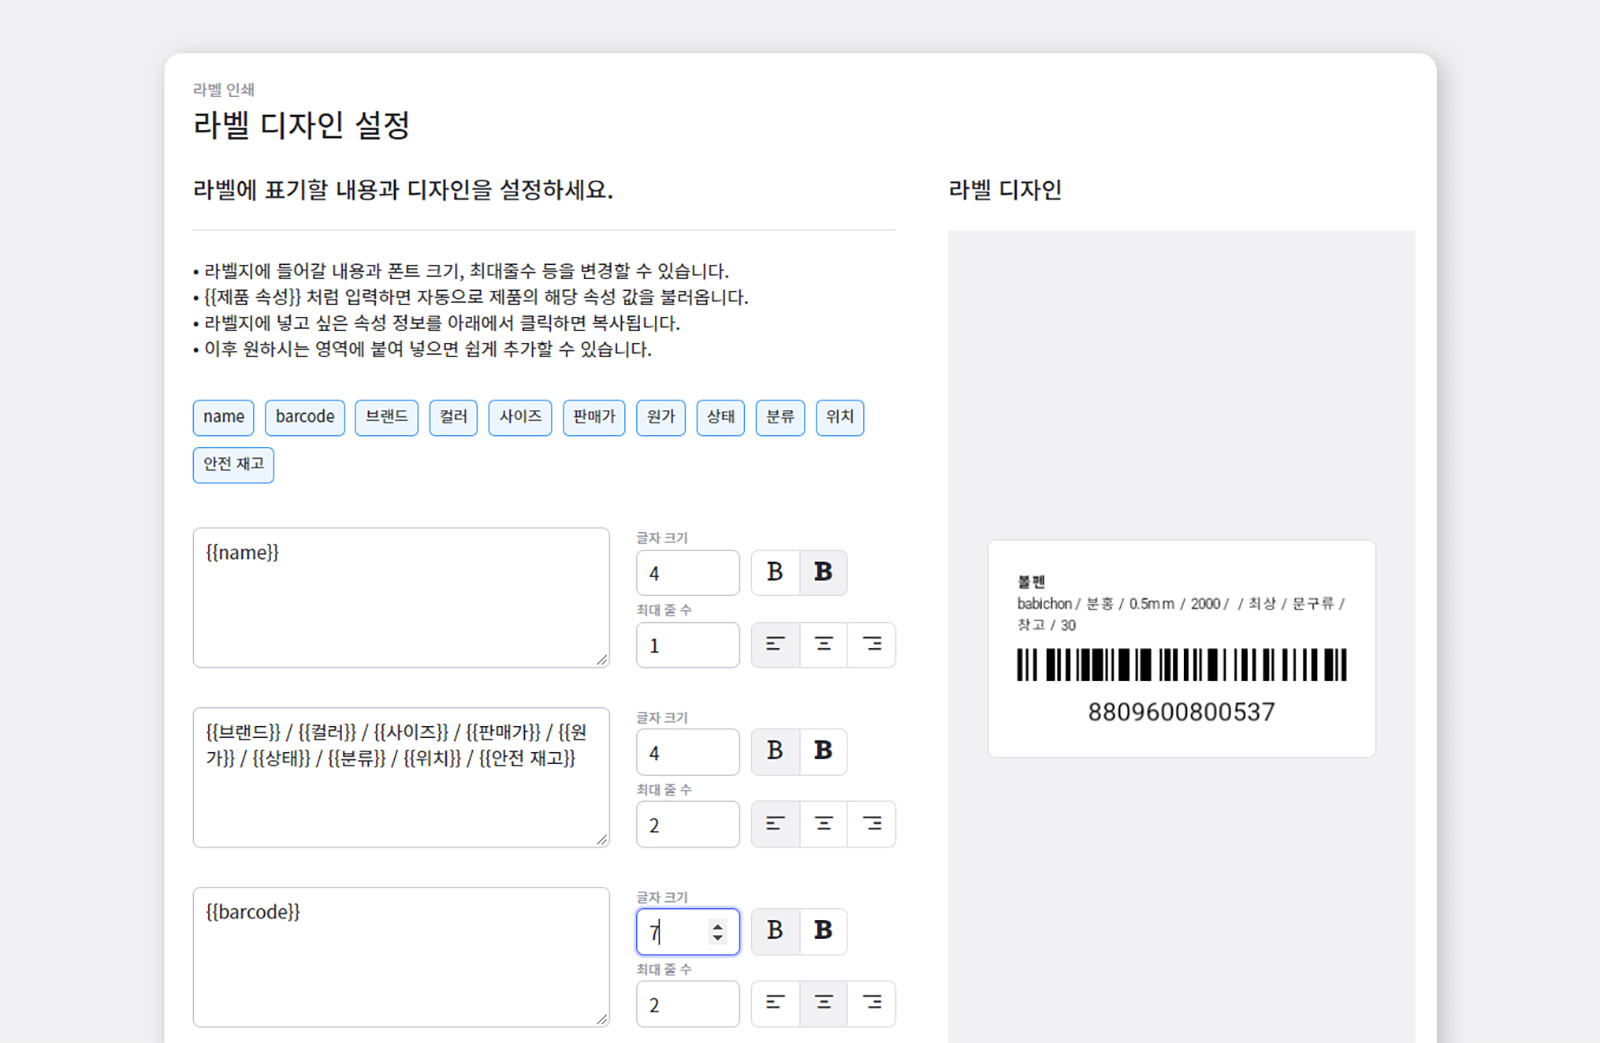 라벨 인쇄
라벨 디자인 설정
라벨에 표기할 내용과 디자인을 설정하세요.
• 라벨지에 들어갈 내용과 폰트 크기, 최대줄수 등을 변경할 수 있습니다.
• {{제품 속성}} 처럼 입력하면 자동으로 제품의 해당 속성 값을 불러옵니다.
• 라벨지에 넣고 싶은 속성 정보를 아래에서 클릭하면 복사됩니다.
• 이후 원하시는 영역에 붙여 넣으면 쉽게 추가할 수 있습니다.
name barcode 브랜드 컬러 사이즈 판매가 원가 상태 분류 위치
안전 재고
{{name}}
글자 크기
4 B B
최대 줄 수
1
{{브랜드}} / {{컬러}} / {{사이즈}} / {{판매가}} / {{원
가}} / {{상태}} / {{분류}} / {{위치}} / {{안전 재고}}
글자 크기
4 B B
최대 줄 수
2
{{barcode}}
글자 크기
7 B B
최대 줄 수
2
라벨 디자인
볼펜
babichon / 분홍 / 0.5mm / 2000 / / 최상 / 문구류 /
창고 / 30
8809600800537